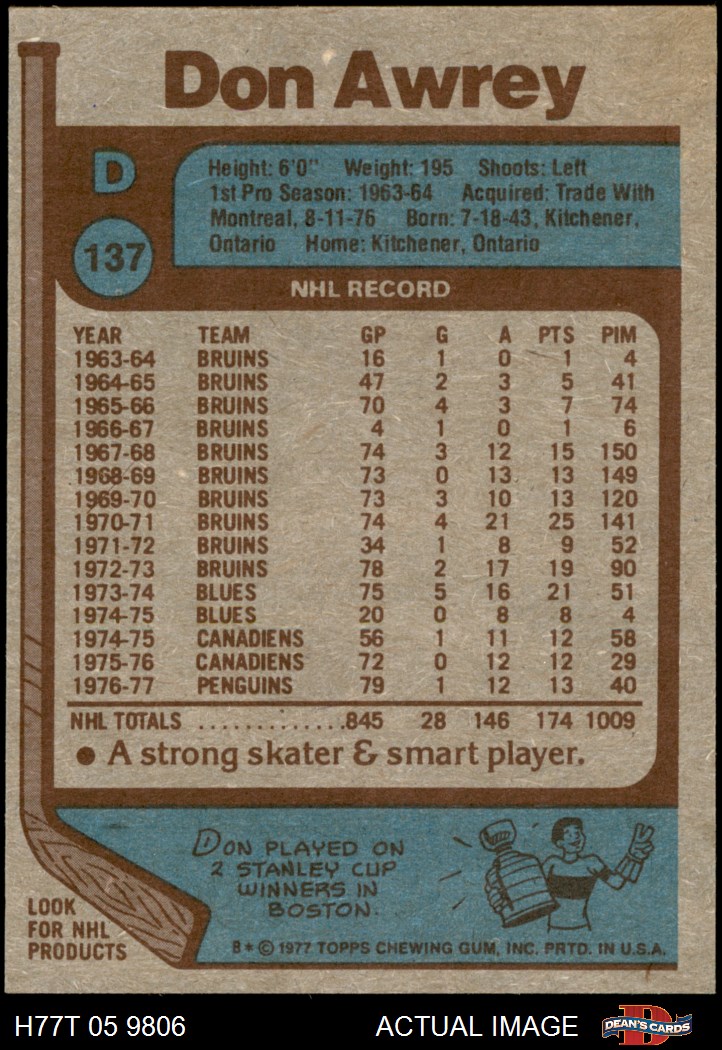 Don Awrey
D
137
Height: 6'0" Weight: 195 Shoots: Left
1st Pro Season: 1963-64 Acquired: Trade With
Montreal, 8-11-76 Born: 7-18-43, Kitchener,
Ontario Home: Kitchener, Ontario
NHL RECORD
YEAR TEAM GP G A PTS PIM
1963-64 BRUINS 16 1 0 1 4
1964-65 BRUINS 47 2 3 5 41
1965-66 BRUINS 70 4 3 7 74
1966-67 BRUINS 4 1 0 1 6
1967-68 BRUINS 74 3 12 15 150
1968-69 BRUINS 73 0 13 13 149
1969-70 BRUINS 73 3 10 13 120
1970-71 BRUINS 74 4 21 25 141
1971-72 BRUINS 34 1 8 9 52
1972-73 BRUINS 78 2 17 19 90
1973-74 BLUES 75 5 16 21 51
1974-75 BLUES 20 0 8 8 4
1974-75 CANADIENS 56 1 11 12 58
1975-76 CANADIENS 72 0 12 12 29
1976-77 PENGUINS 79 1 12 13 40
NHL TOTALS ..............845 28 146 174 1009
● A strong skater & smart player.
DON PLAYED ON
2 STANLEY CUP
WINNERS IN
BOSTON.
LOOK
FOR NHL
PRODUCTS
B * © 1977 TOPPS CHEWING GUM, INC. PRTD. IN U.S.A.
H77T 05 9806 ACTUAL IMAGE
D
DEAN'S CARDS